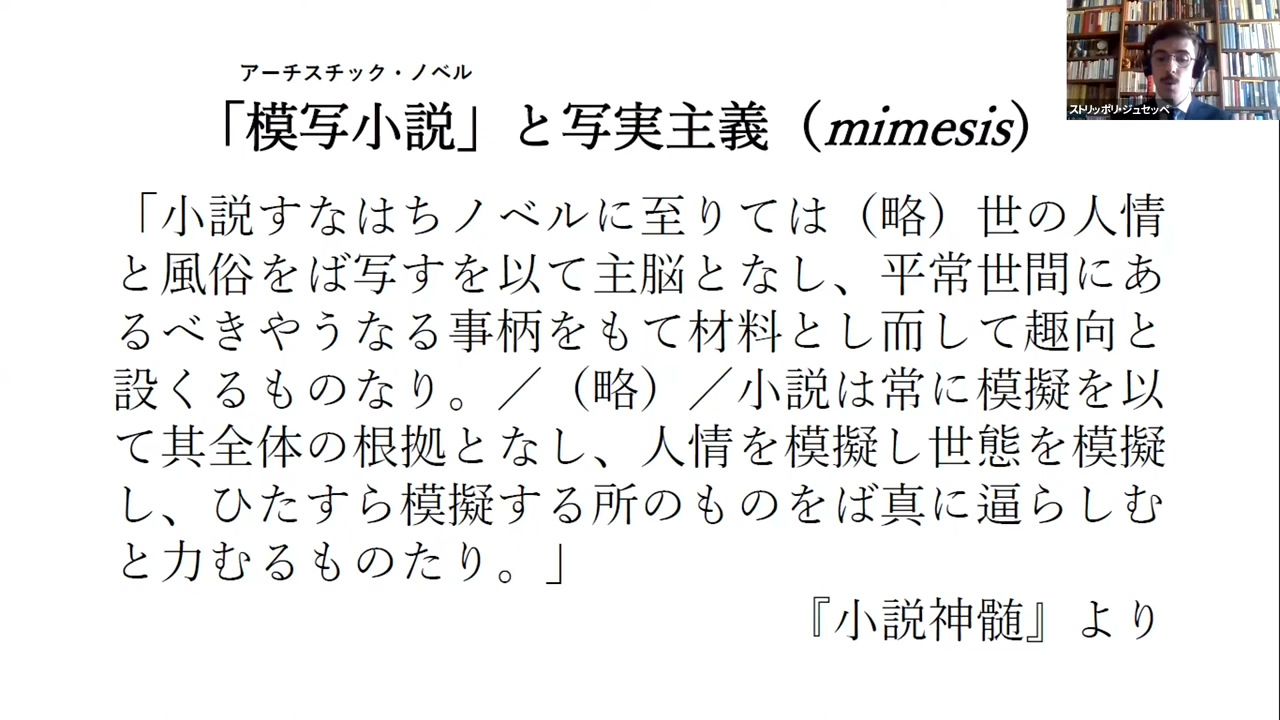 アーチスチック・ノベル
「模写小説」と写実主義（mimesis）
ストリッポリ・ジュセッペ
「小説すなはちノベルに至りては（略）世の人情
と風俗をば写すを以て主脳となし、平常世間にあ
るべきやうなる事柄をもて材料とし而して趣向と
設くるものなり。／（略）／小説は常に模擬を以
て其全体の根拠となし、人情を模擬し世態を模擬
し、ひたすら模擬する所のものをば真に逼らしむ
と力むるものたり。」
『小説神髄』より